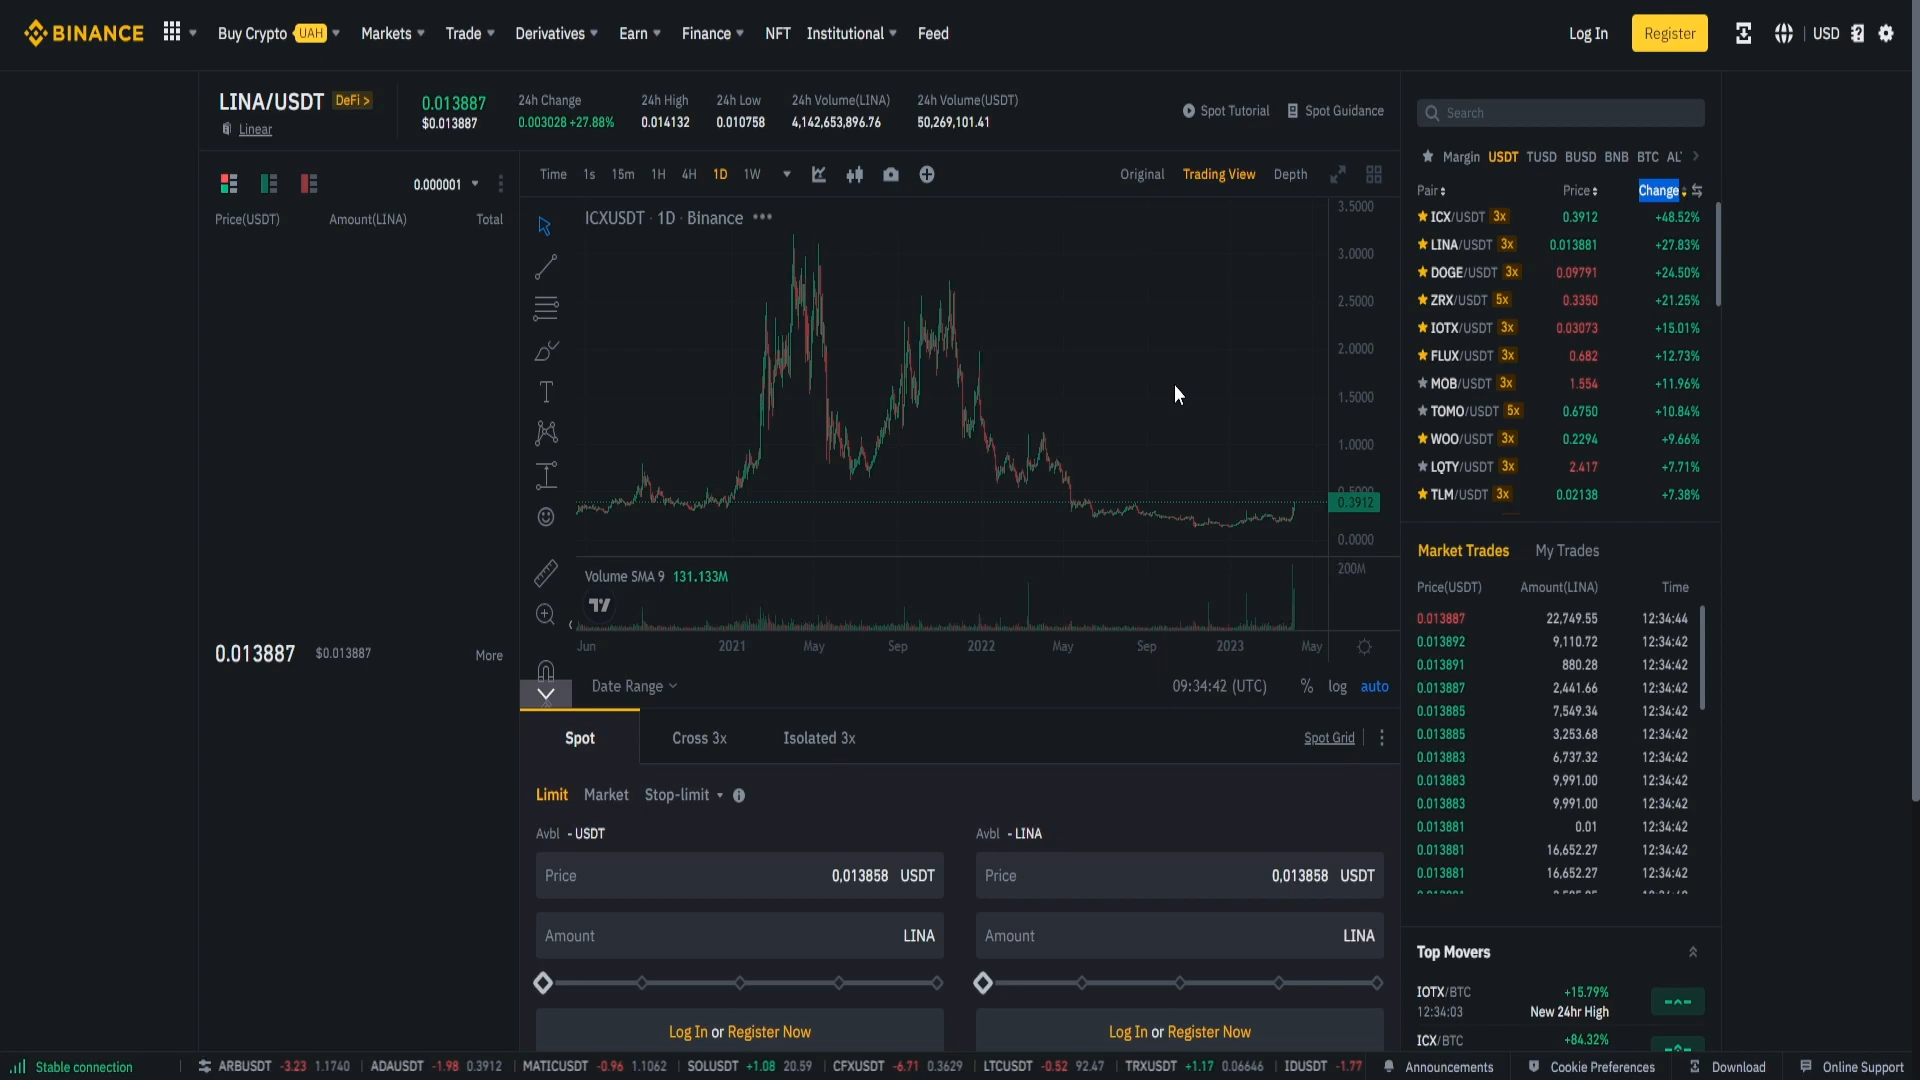 BINANCE
Buy Crypto UAH
Markets
Trade
Derivatives
Earn
Finance
NFT
Institutional
Feed
Log In
Register
USD
LINA/USDT DeFi >
Linear
0.013887
$0.013887
24h Change
0.003028 +27.88%
24h High
0.014132
24h Low
0.010758
24h Volume(LINA)
4,142,653,896.76
24h Volume(USDT)
50,269,101.41
Spot Tutorial
Spot Guidance
0.000001
Price(USDT) Amount(LINA) Total
0.013887 $0.013887 More
Time 1s 15m 1H 4H 1D 1W
Original Trading View Depth
ICXUSDT · 1D · Binance
3.5000
3.0000
2.5000
2.0000
1.5000
1.0000
0.5000
0.3912
0.0000
Volume SMA 9 131.133M
200M
Jun 2021 May Sep 2022 May Sep 2023 May
Date Range
09:34:42 (UTC) % log auto
Spot Cross 3x Isolated 3x
Spot Grid
Limit Market Stop-limit
Avbl - USDT
Price 0,013858 USDT
Amount LINA
Log In or Register Now
Avbl - LINA
Price 0,013858 USDT
Amount LINA
Log In or Register Now
Search
Margin USDT TUSD BUSD BNB BTC AL
Pair Price Change
ICX/USDT 3x 0.3912 +48.52%
LINA/USDT 3x 0.013881 +27.83%
DOGE/USDT 3x 0.09791 +24.50%
ZRX/USDT 5x 0.3350 +21.25%
IOTX/USDT 3x 0.03073 +15.01%
FLUX/USDT 3x 0.682 +12.73%
MOB/USDT 3x 1.554 +11.96%
TOMO/USDT 5x 0.6750 +10.84%
WOO/USDT 3x 0.2294 +9.66%
LQTY/USDT 3x 2.417 +7.71%
TLM/USDT 3x 0.02138 +7.38%
Market Trades My Trades
Price(USDT) Amount(LINA) Time
0.013887 22,749.55 12:34:44
0.013892 9,110.72 12:34:42
0.013891 880.28 12:34:42
0.013887 2,441.66 12:34:42
0.013885 7,549.34 12:34:42
0.013885 3,253.68 12:34:42
0.013883 6,737.32 12:34:42
0.013883 9,991.00 12:34:42
0.013883 9,991.00 12:34:42
0.013881 0.01 12:34:42
0.013881 16,652.27 12:34:42
0.013881 16,652.27 12:34:42
Top Movers
IOTX/BTC +15.79%
12:34:03 New 24hr High
ICX/BTC +84.32%
Stable connection
ARBUSDT -3.23 1.1740
ADAUSDT -1.98 0.3912
MATICUSDT -0.96 1.1062
SOLUSDT +1.08 20.59
CFXUSDT -6.71 0.3629
LTCUSDT -0.52 92.47
TRXUSDT +1.17 0.06646
IDUSDT -1.77
Announcements
Cookie Preferences
Download
Online Support